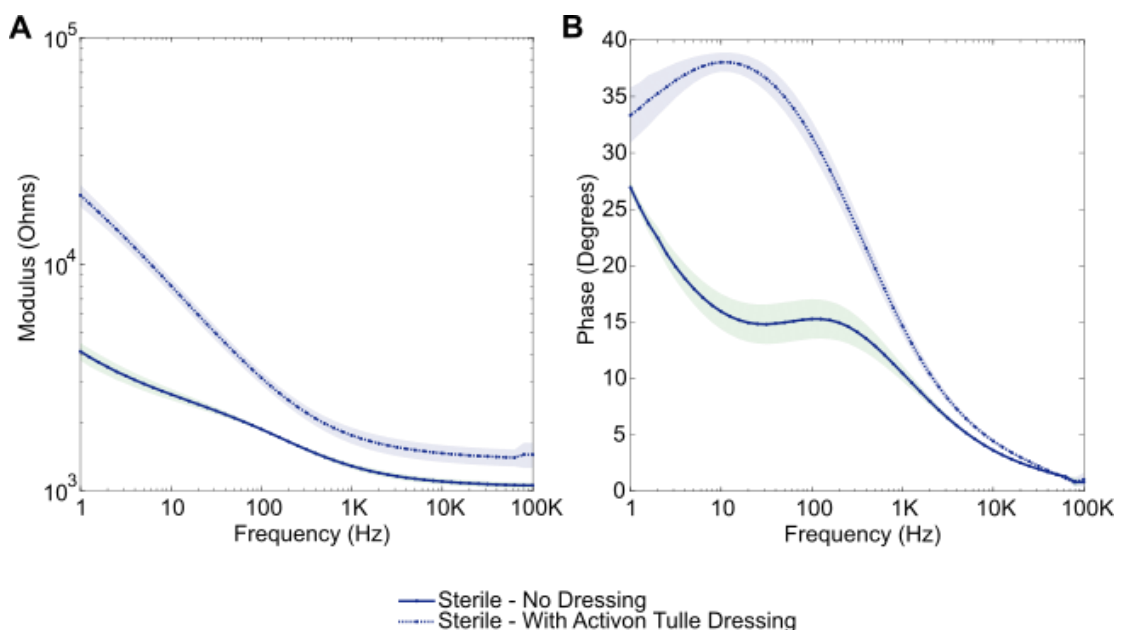 A
10^5
10^4
10^3
Modulus (Ohms)
1 10 100 1K 10K 100K
Frequency (Hz)
B
40
35
30
25
20
15
10
5
0
Phase (Degrees)
1 10 100 1K 10K 100K
Frequency (Hz)
Sterile - No Dressing
Sterile - With Activon Tulle Dressing